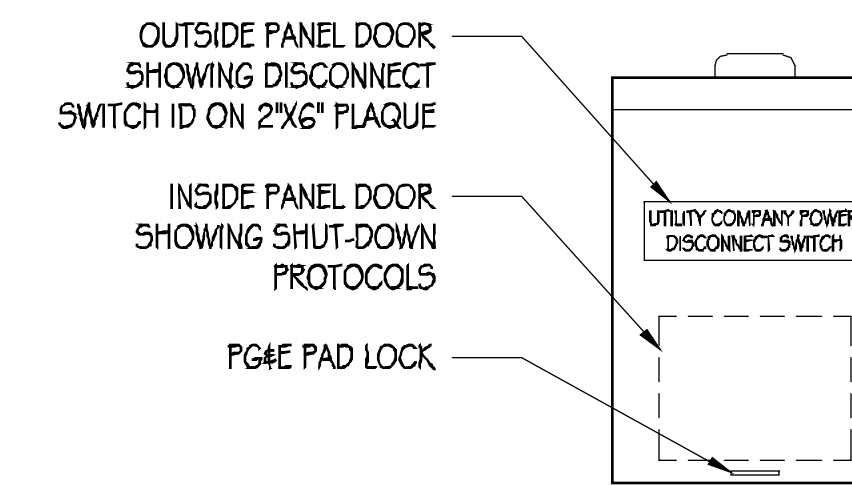 OUTSIDE PANEL DOOR
SHOWING DISCONNECT
SWITCH ID ON 2"X6" PLAQUE
INSIDE PANEL DOOR
SHOWING SHUT-DOWN
PROTOCOLS
PG&E PAD LOCK
UTILITY COMPANY POWER
DISCONNECT SWITCH